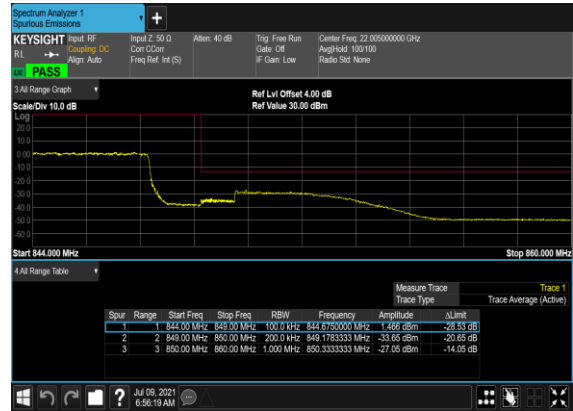 Spectrum Analyzer 1
Spurious Emissions
+
KEYSIGHT Input: RF Input Z: 50 Ω Atten: 40 dB Trig: Free Run Center Freq: 22.005000000 GHz
RL Coupling: DC Corr CCorr Gate: Off Avg|Hold: 100/100
Align: Auto Freq Ref: Int (S) IF Gain: Low Radio Std: None
LW PASS
3 All Range Graph
Ref Lvl Offset 4.00 dB
Scale/Div 10.0 dB Ref Value 30.00 dBm
Log
20.0
10.0
0.00
-10.0
-20.0
-30.0
-40.0
-50.0
-60.0
Start 844.000 MHz Stop 860.000 MHz
4 All Range Table
Measure Trace Trace 1
Trace Type Trace Average (Active)
Spur Range Start Freq Stop Freq RBW Frequency Amplitude ΔLimit
1 1 844.00 MHz 849.00 MHz 100.0 kHz 844.6750000 MHz 1.466 dBm -28.53 dB
2 2 849.00 MHz 850.00 MHz 200.0 kHz 849.1783333 MHz -33.65 dBm -20.65 dB
3 3 850.00 MHz 860.00 MHz 1.000 MHz 850.3333333 MHz -27.05 dBm -14.05 dB
? Jul 09, 2021
6:56:19 AM